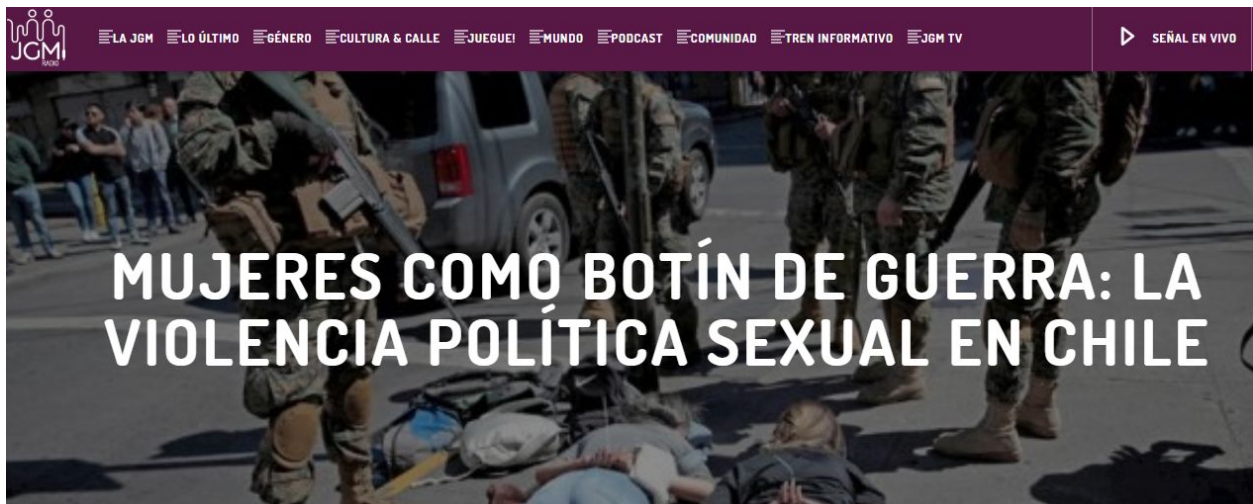 JGM
RADIO
LA JGM LO ÚLTIMO GÉNERO CULTURA & CALLE JUEGUE! MUNDO PODCAST COMUNIDAD TREN INFORMATIVO JGM TV SEÑAL EN VIVO
MUJERES COMO BOTÍN DE GUERRA: LA
VIOLENCIA POLÍTICA SEXUAL EN CHILE